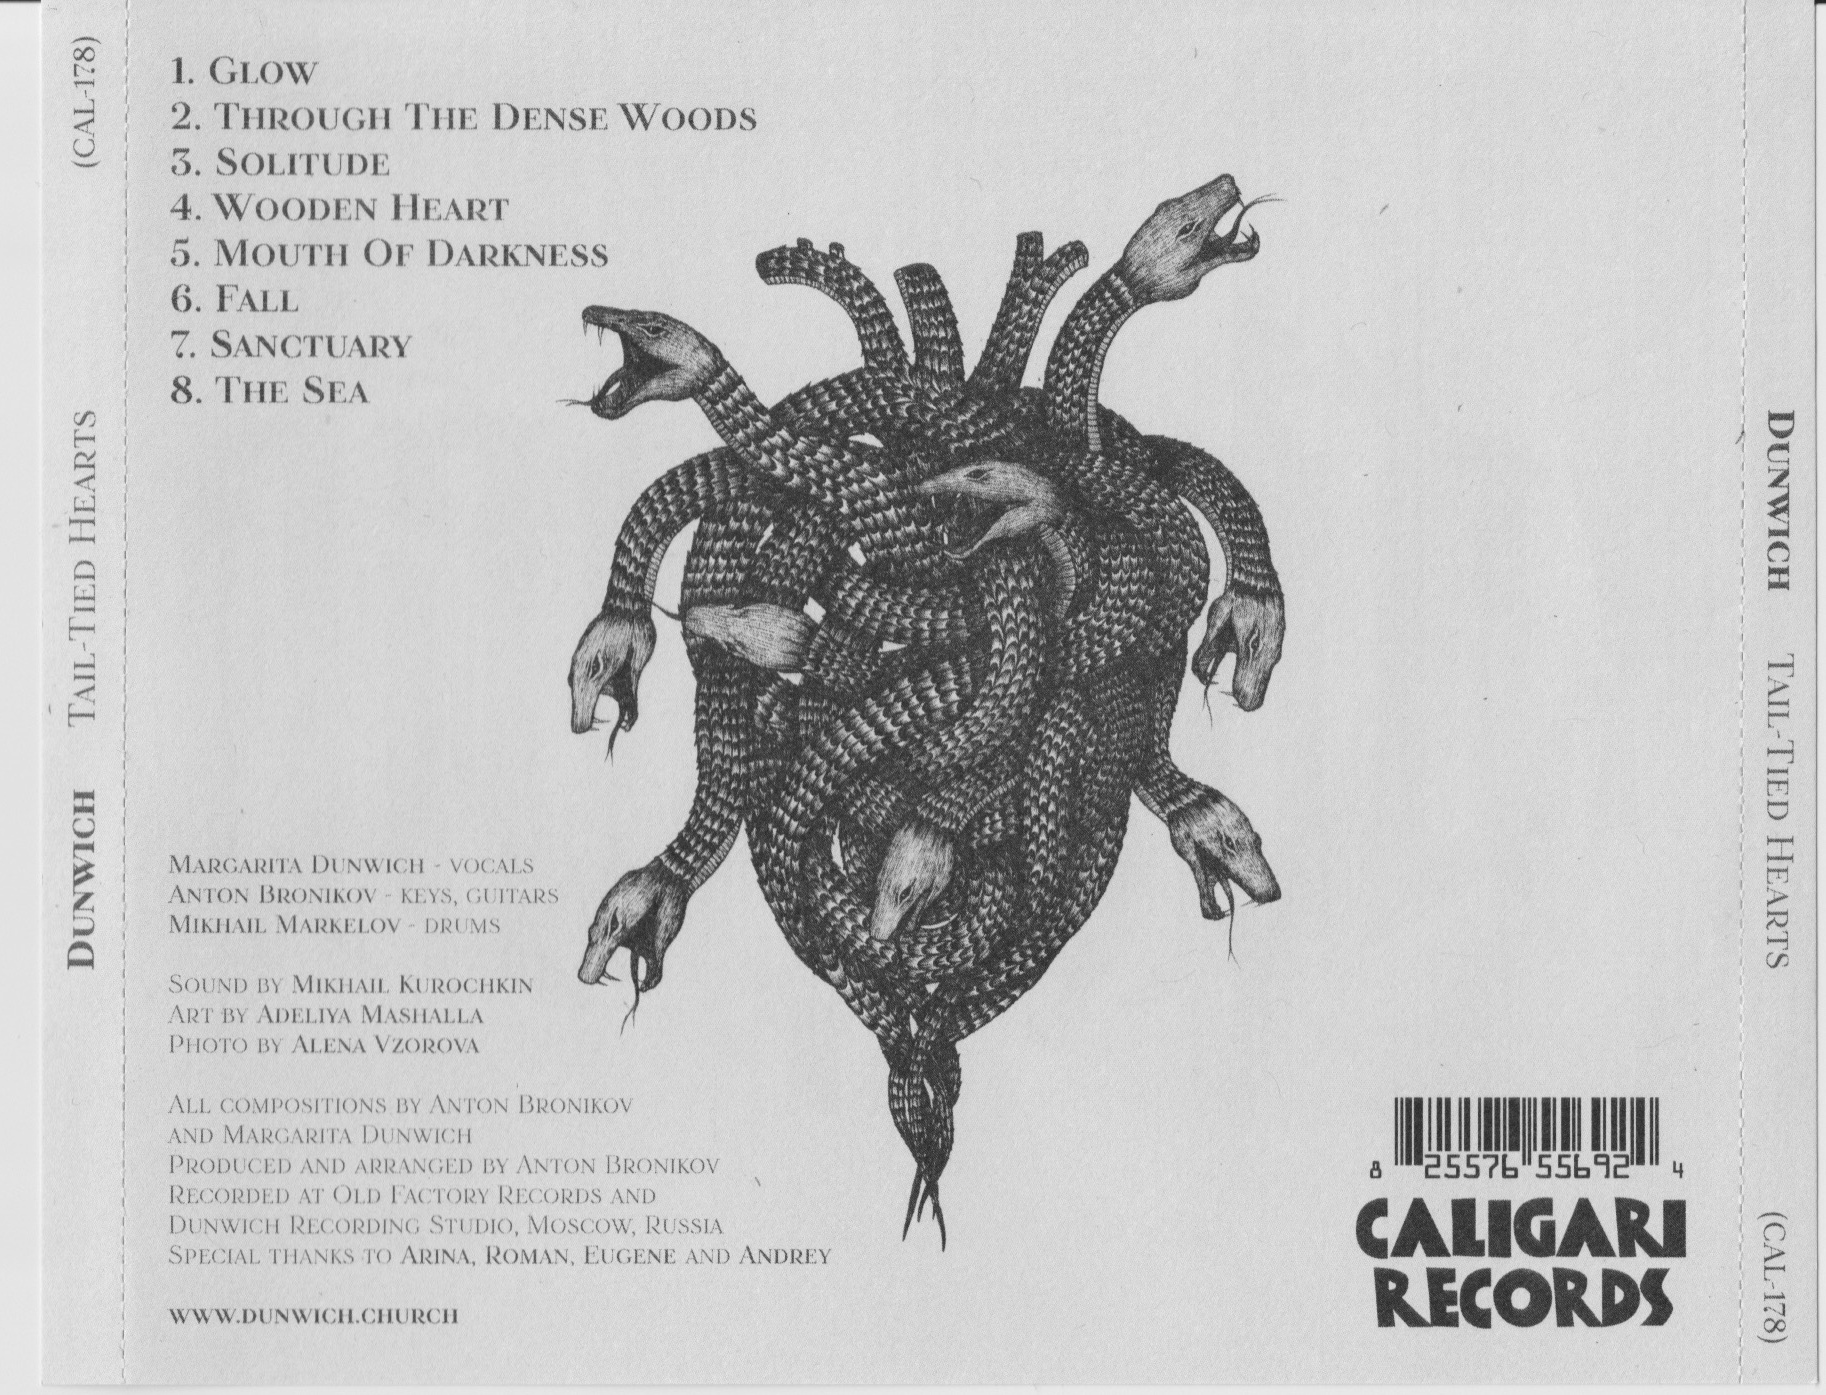 (CAL-178)
DUNWICH TAIL-TIED HEARTS
1. GLOW
2. THROUGH THE DENSE WOODS
3. SOLITUDE
4. WOODEN HEART
5. MOUTH OF DARKNESS
6. FALL
7. SANCTUARY
8. THE SEA
MARGARITA DUNWICH - VOCALS
ANTON BRONIKOV - KEYS, GUITARS
MIKHAIL MARKELOV - DRUMS
SOUND BY MIKHAIL KUROCHKIN
ART BY ADELIYA MASHALLA
PHOTO BY ALENA VZOROVA
ALL COMPOSITIONS BY ANTON BRONIKOV
AND MARGARITA DUNWICH
PRODUCED AND ARRANGED BY ANTON BRONIKOV
RECORDED AT OLD FACTORY RECORDS AND
DUNWICH RECORDING STUDIO, MOSCOW, RUSSIA
SPECIAL THANKS TO ARINA, ROMAN, EUGENE AND ANDREY
WWW.DUNWICH.CHURCH
8 25576 55692 4
CALIGARI
RECORDS
DUNWICH TAIL-TIED HEARTS
(CAL-178)